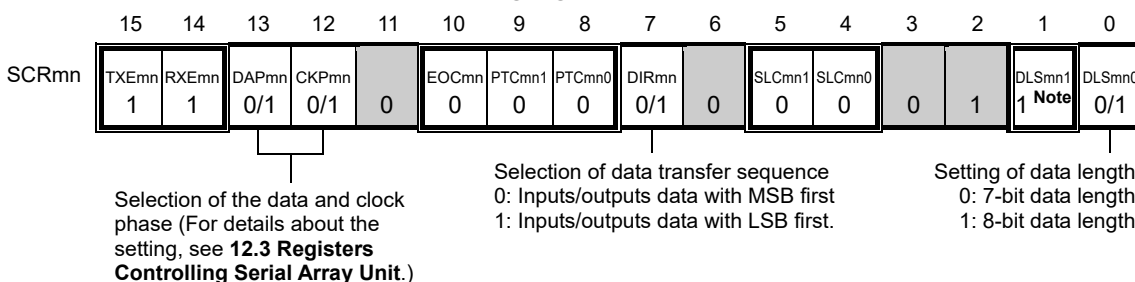 15 14 13 12 11 10 9 8 7 6 5 4 3 2 1 0
SCRmn TXEmn RXEmn DAPmn CKPmn EOCmn PTCmn1 PTCmn0 DIRmn SLCmn1 SLCmn0 DLSmn1 DLSmn0
1 1 0/1 0/1 0 0 0 0 0/1 0 0 0 0 1 1 Note 0/1
Selection of the data and clock
phase (For details about the
setting, see 12.3 Registers
Controlling Serial Array Unit.)
Selection of data transfer sequence
0: Inputs/outputs data with MSB first
1: Inputs/outputs data with LSB first.
Setting of data length
0: 7-bit data length
1: 8-bit data length